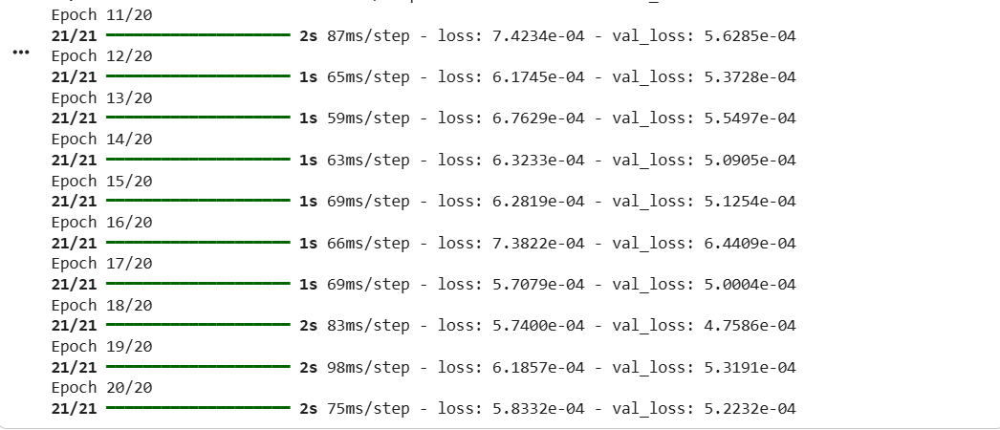 Epoch 11/20
21/21 ━━━━━━━━━━━━━━━━━━━━ 2s 87ms/step - loss: 7.4234e-04 - val_loss: 5.6285e-04
Epoch 12/20
21/21 ━━━━━━━━━━━━━━━━━━━━ 1s 65ms/step - loss: 6.1745e-04 - val_loss: 5.3728e-04
Epoch 13/20
21/21 ━━━━━━━━━━━━━━━━━━━━ 1s 59ms/step - loss: 6.7629e-04 - val_loss: 5.5497e-04
Epoch 14/20
21/21 ━━━━━━━━━━━━━━━━━━━━ 1s 63ms/step - loss: 6.3233e-04 - val_loss: 5.0905e-04
Epoch 15/20
21/21 ━━━━━━━━━━━━━━━━━━━━ 1s 69ms/step - loss: 6.2819e-04 - val_loss: 5.1254e-04
Epoch 16/20
21/21 ━━━━━━━━━━━━━━━━━━━━ 1s 66ms/step - loss: 7.3822e-04 - val_loss: 6.4409e-04
Epoch 17/20
21/21 ━━━━━━━━━━━━━━━━━━━━ 1s 69ms/step - loss: 5.7079e-04 - val_loss: 5.0004e-04
Epoch 18/20
21/21 ━━━━━━━━━━━━━━━━━━━━ 2s 83ms/step - loss: 5.7400e-04 - val_loss: 4.7586e-04
Epoch 19/20
21/21 ━━━━━━━━━━━━━━━━━━━━ 2s 98ms/step - loss: 6.1857e-04 - val_loss: 5.3191e-04
Epoch 20/20
21/21 ━━━━━━━━━━━━━━━━━━━━ 2s 75ms/step - loss: 5.8332e-04 - val_loss: 5.2232e-04